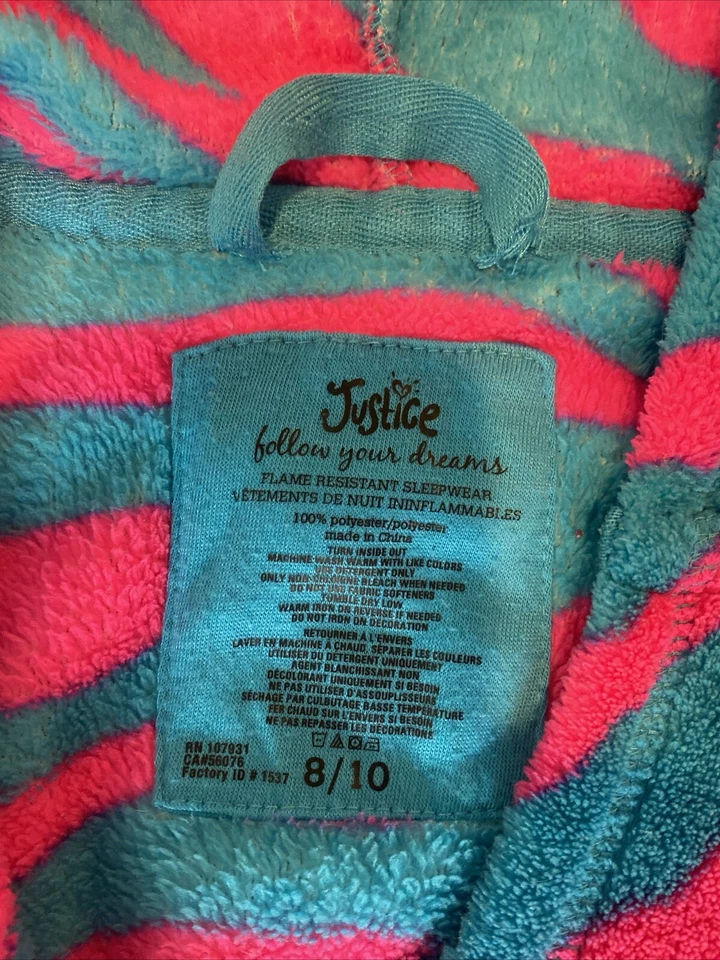 Justice
follow your dreams
FLAME RESISTANT SLEEPWEAR
VÊTEMENTS DE NUIT ININFLAMMABLES
100% polyester/polyester
made in China
TURN INSIDE OUT
MACHINE WASH WARM WITH LIKE COLORS
USE DETERGENT ONLY
ONLY NON-CHLORINE BLEACH WHEN NEEDED
DO NOT USE FABRIC SOFTENERS
TUMBLE DRY LOW
WARM IRON ON REVERSE IF NEEDED
DO NOT IRON ON DECORATION
RETOURNER À L'ENVERS
LAVER EN MACHINE À CHAUD, SÉPARER LES COULEURS
UTILISER DU DETERGENT UNIQUEMENT
AGENT BLANCHISSANT NON
DÉCOLORANT UNIQUEMENT SI BESOIN
NE PAS UTILISER D'ASSOUPLISSEURS
SÉCHAGE PAR CULBUTAGE BASSE TEMPÉRATURE
FER CHAUD SUR L'ENVERS SI BESOIN
NE PAS REPASSER LES DÉCORATIONS
RN 107931
CA#56076
Factory ID # 1537
8/10